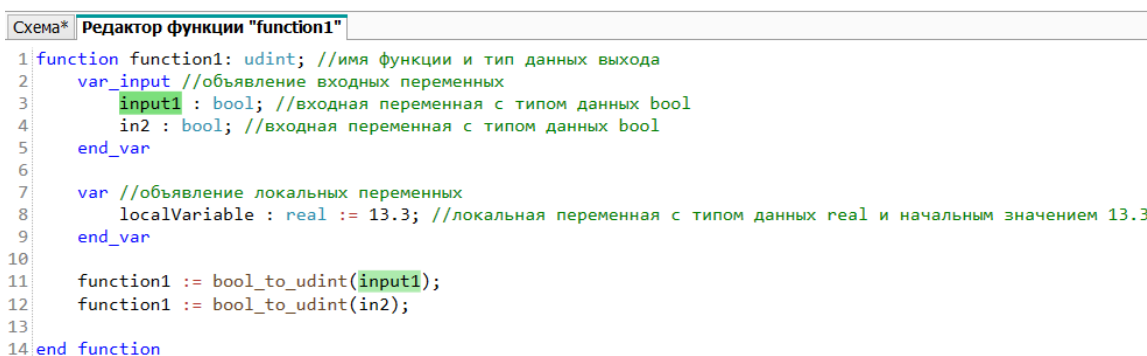 Схема* Редактор функции "function1"
1 function function1: udint; //имя функции и тип данных выхода
2 var_input //объявление входных переменных
3 input1 : bool; //входная переменная с типом данных bool
4 in2 : bool; //входная переменная с типом данных bool
5 end_var
6
7 var //объявление локальных переменных
8 localVariable : real := 13.3; //локальная переменная с типом данных real и начальным значением 13.3
9 end_var
10
11 function1 := bool_to_udint(input1);
12 function1 := bool_to_udint(in2);
13
14 end function